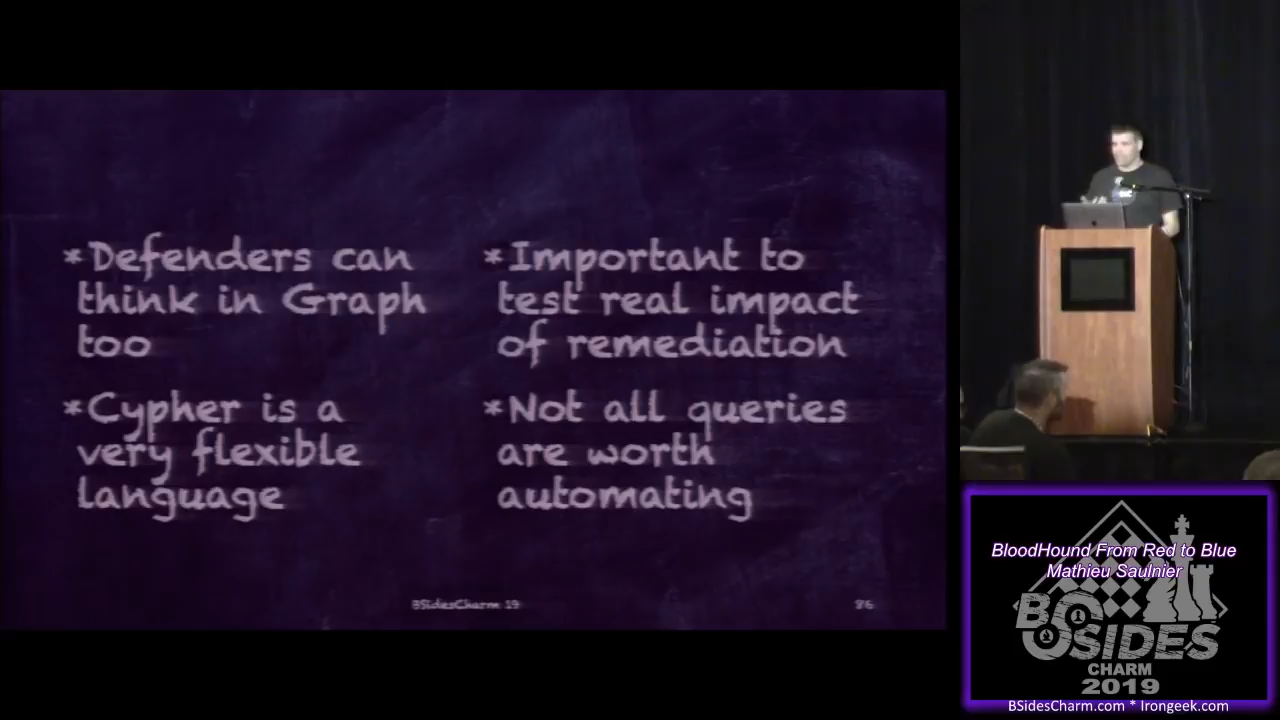 *Defenders can
think in Graph
too
*Cypher is a
very flexible
language
*Important to
test real impact
of remediation
*Not all queries
are worth
automating
BSidesCharm 19
86
BloodHound From Red to Blue
Mathieu Saulnier
BSIDES
CHARM
2019
BSidesCharm.com * Irongeek.com